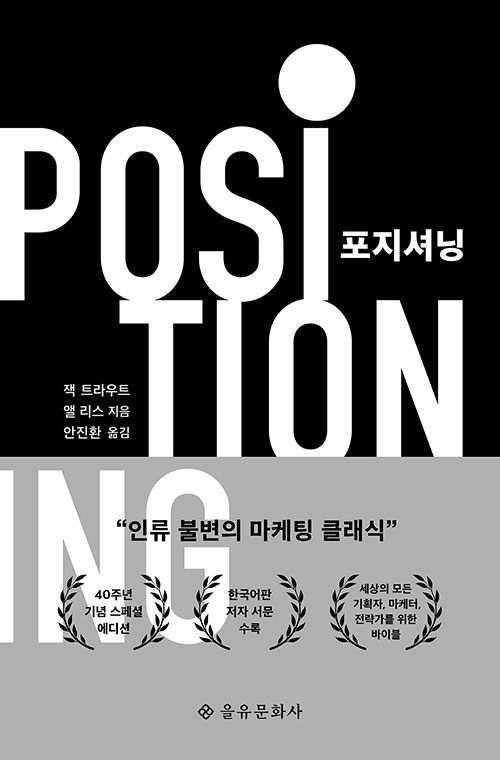 POSi
포지셔닝
TION
잭 트라우트
앨 리스 지음
안진환 옮김
ING
“인류 불변의 마케팅 클래식”
40주년
기념 스페셜
에디션
한국어판
저자 서문
수록
세상의 모든
기획자, 마케터,
전략가를 위한
바이블
을유문화사